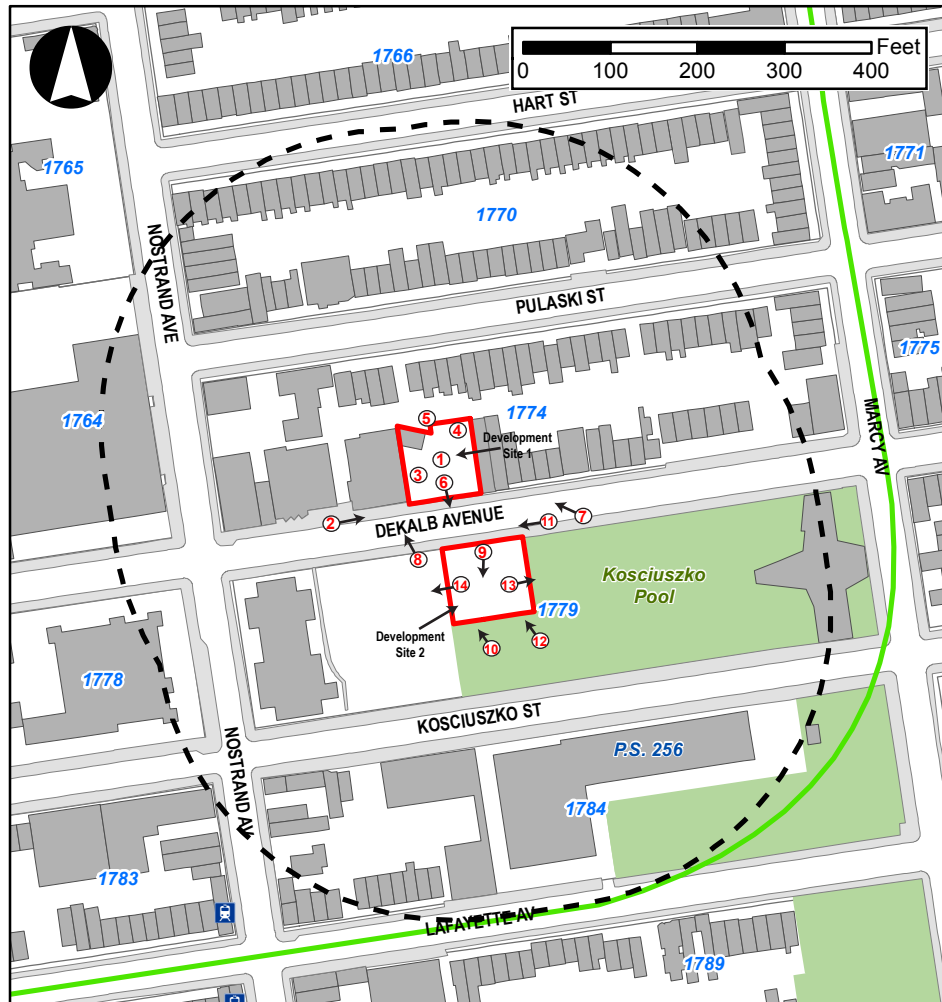 1766
Feet
0 100 200 300 400
HART ST
1765
1771
1770
NOSTRAND AVE
PULASKI ST
1775
1764
MARCY AV
1774
5
4
Development
Site 1
1
3
6
2
DEKALB AVENUE
11
7
8
9
Kosciuszko
Pool
14
13
1779
Development
Site 2
10
12
1778
KOSCIUSZKO ST
NOSTRAND AV
P.S. 256
1784
1783
LAFAYETTE AV
1789